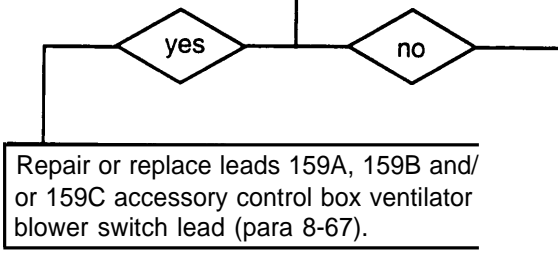 yes
no
Repair or replace leads 159A, 159B and/
or 159C accessory control box ventilator
blower switch lead (para 8-67).